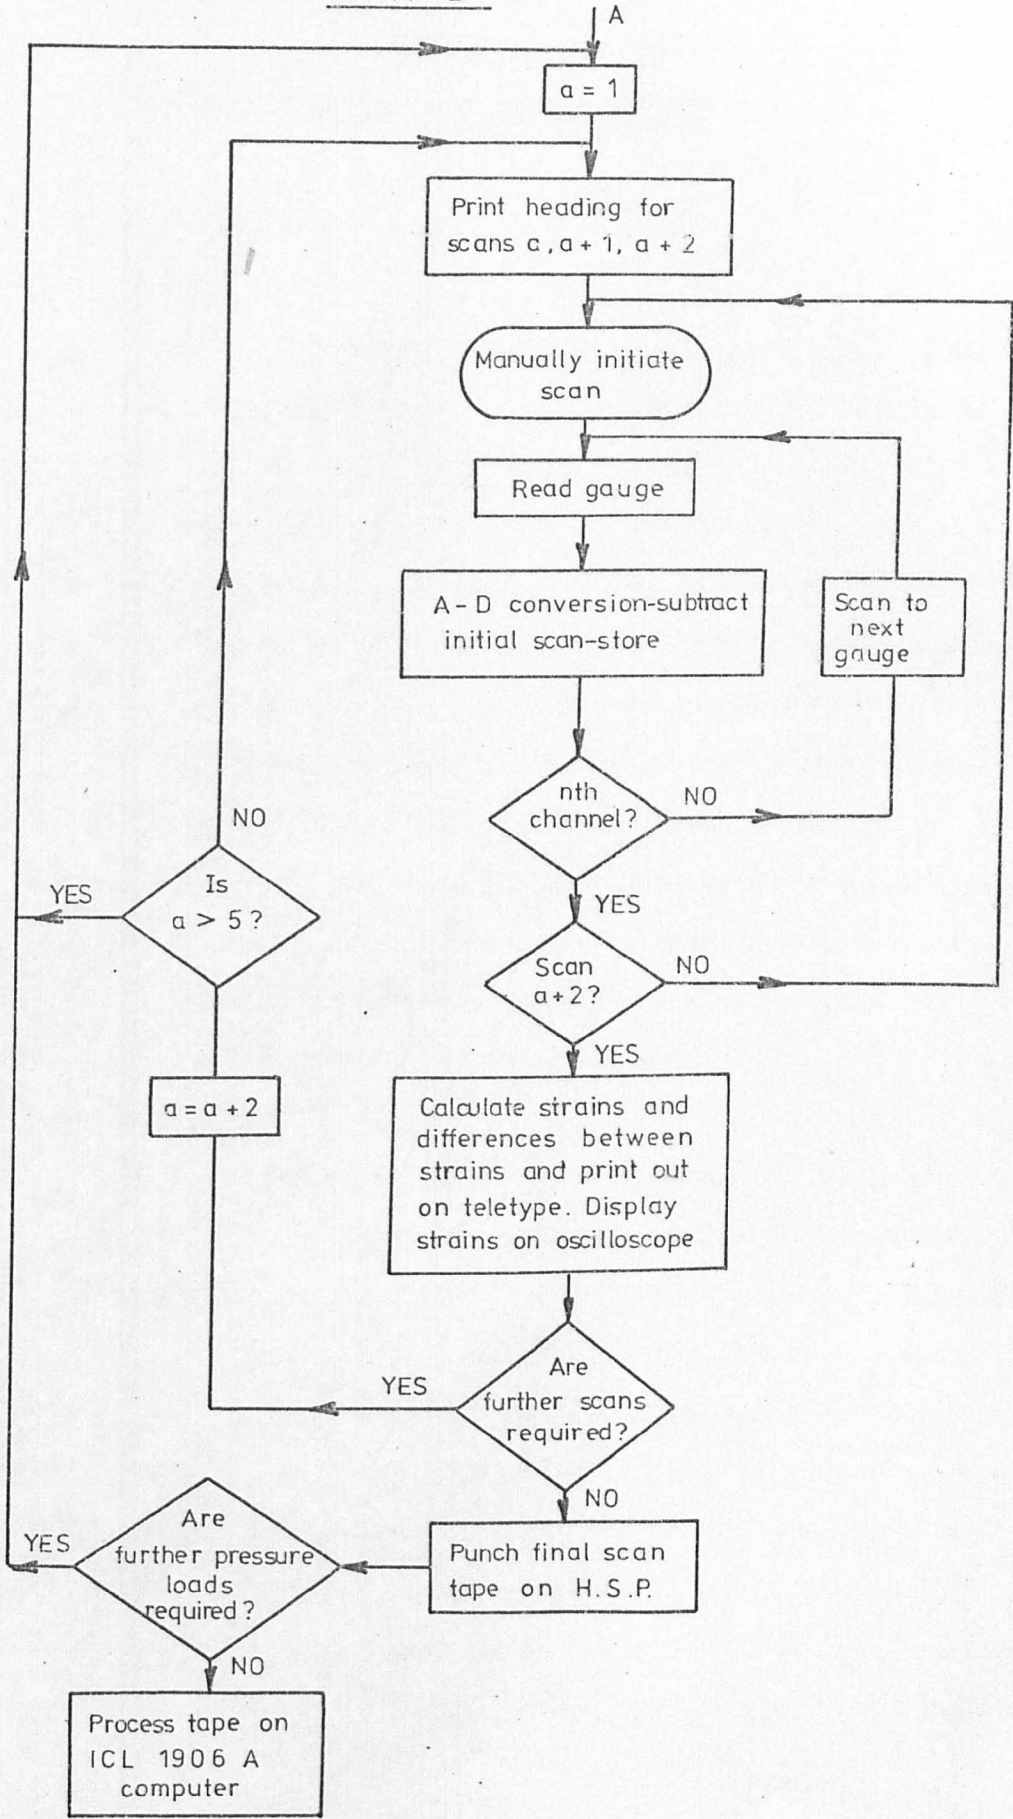 A
a = 1
Print heading for
scans a, a + 1, a + 2
Manually initiate
scan
Read gauge
A - D conversion-subtract
initial scan-store
Scan to
next
gauge
nth
channel?
NO
YES
Scan
a+2?
NO
YES
NO
Is
a > 5?
YES
a = a + 2
Calculate strains and
differences between
strains and print out
on teletype. Display
strains on oscilloscope
Are
further scans
required?
YES
NO
Punch final scan
tape on H.S.P.
Are
further pressure
loads
required?
YES
NO
Process tape on
ICL 1906 A
computer